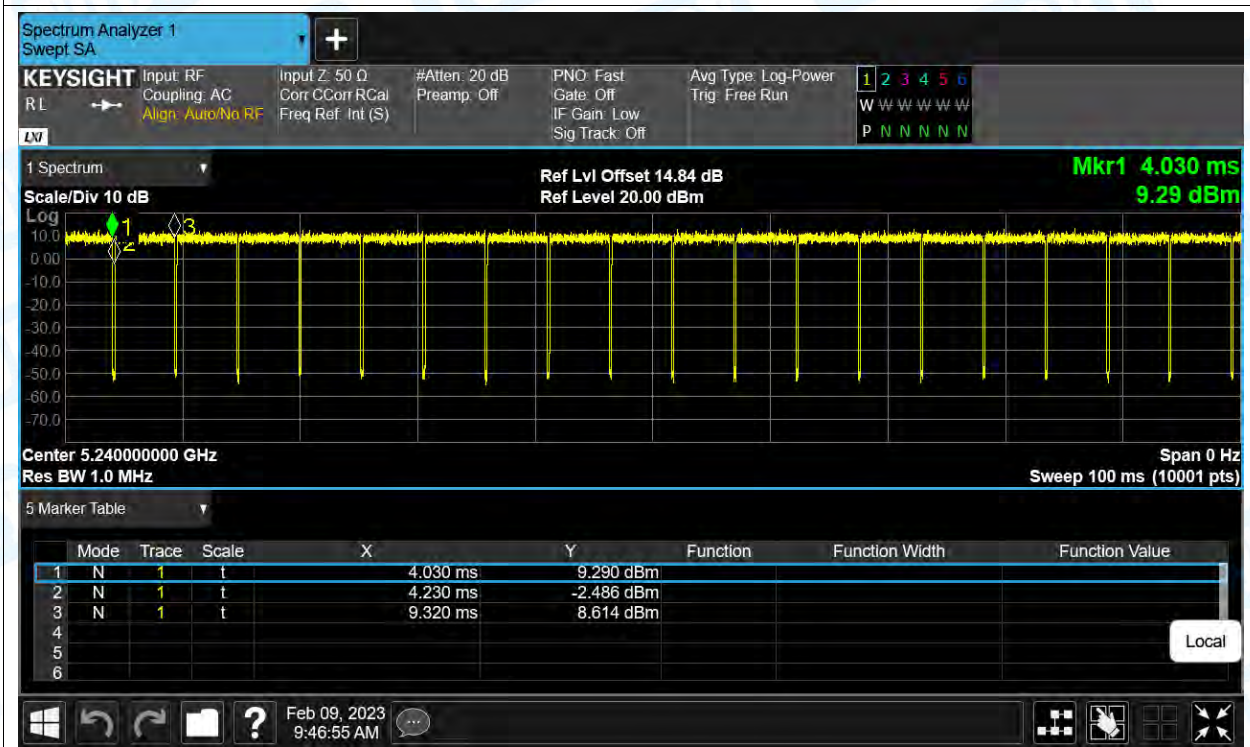 Spectrum Analyzer 1
Swept SA
KEYSIGHT
RL
LXI
Input: RF
Coupling: AC
Align: Auto/No RF
Input Z: 50 Ω
Corr CCorr RCal
Freq Ref: Int (S)
#Atten: 20 dB
Preamp: Off
PNO: Fast
Gate: Off
IF Gain: Low
Sig Track: Off
Avg Type: Log-Power
Trig: Free Run
1 2 3 4 5 6
W W W W W W
P N N N N N
1 Spectrum
Scale/Div 10 dB
Ref Lvl Offset 14.84 dB
Ref Level 20.00 dBm
Mkr1 4.030 ms
9.29 dBm
Log
1
2
3
10.0
0.00
-10.0
-20.0
-30.0
-40.0
-50.0
-60.0
-70.0
Center 5.240000000 GHz
Res BW 1.0 MHz
Span 0 Hz
Sweep 100 ms (10001 pts)
5 Marker Table
Mode Trace Scale X Y Function Function Width Function Value
1 N 1 t 4.030 ms 9.290 dBm
2 N 1 t 4.230 ms -2.486 dBm
3 N 1 t 9.320 ms 8.614 dBm
4
5
6
Local
?
Feb 09, 2023
9:46:55 AM